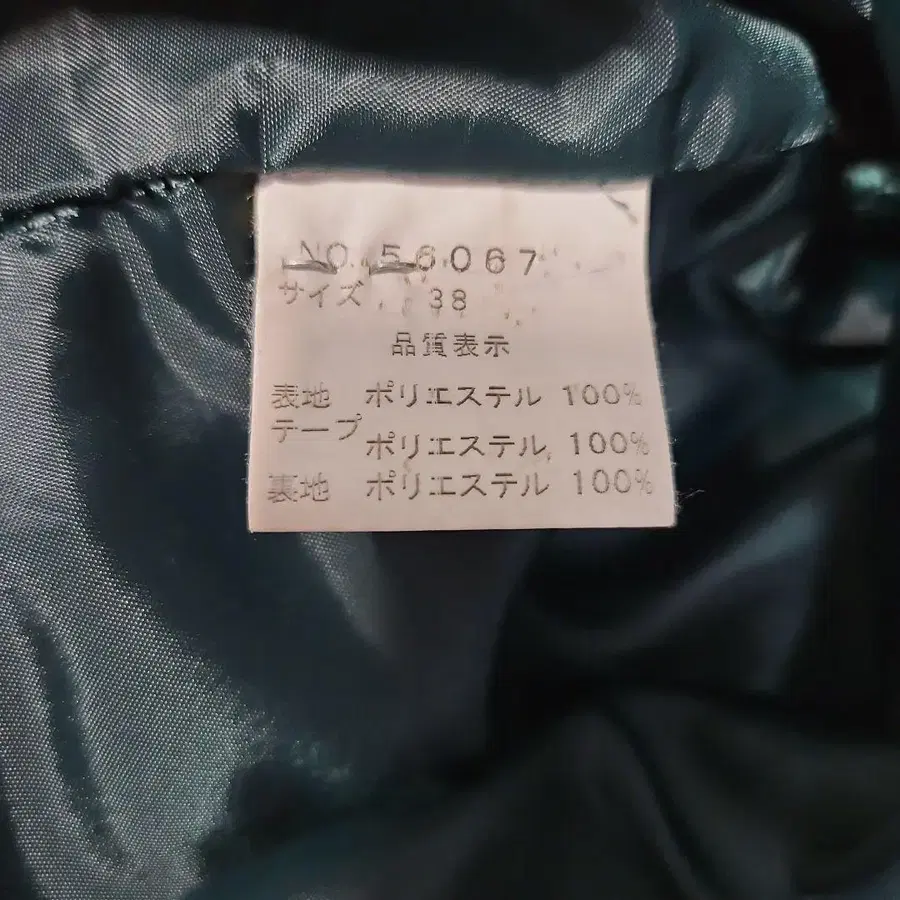 NO.56067
サイズ 38
品質表示
表地 ポリエステル 100%
テープ ポリエステル 100%
裏地 ポリエステル 100%